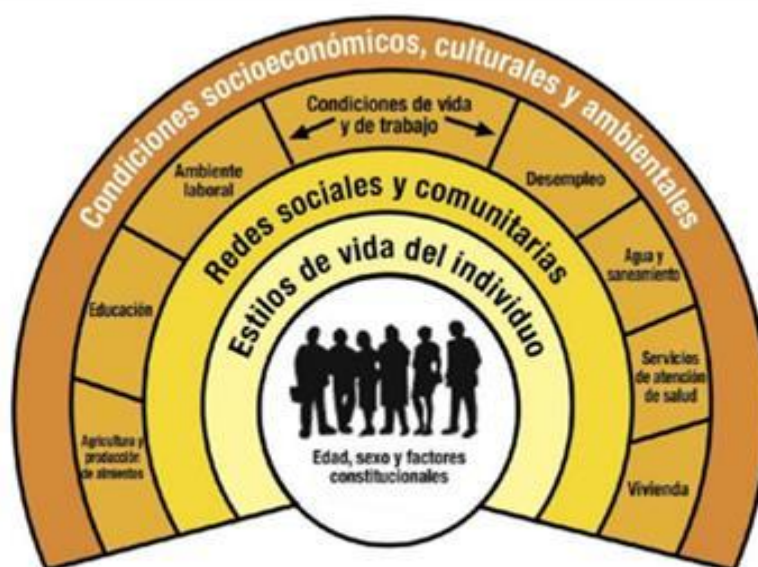 Condiciones socioeconómicos, culturales y ambientales
Condiciones de vida
y de trabajo
Ambiente
laboral
Desempleo
Redes sociales y comunitarias
Agua y
saneamiento
Estilos de vida del individuo
Educación
Servicios
de atención
de salud
Agricultura y
producción
de alimentos
Edad, sexo y factores
constitucionales
Vivienda